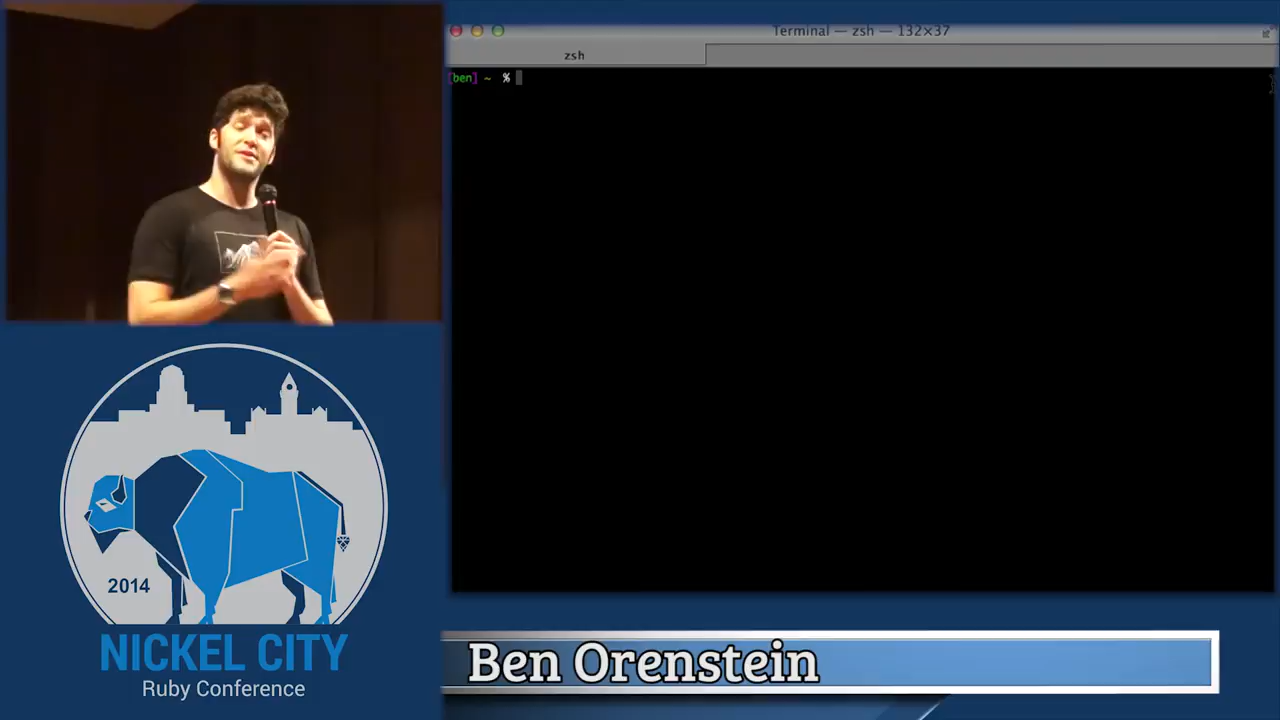 Terminal — zsh — 132×37
zsh
[ben] ~ %
2014
NICKEL CITY
Ruby Conference
Ben Orenstein